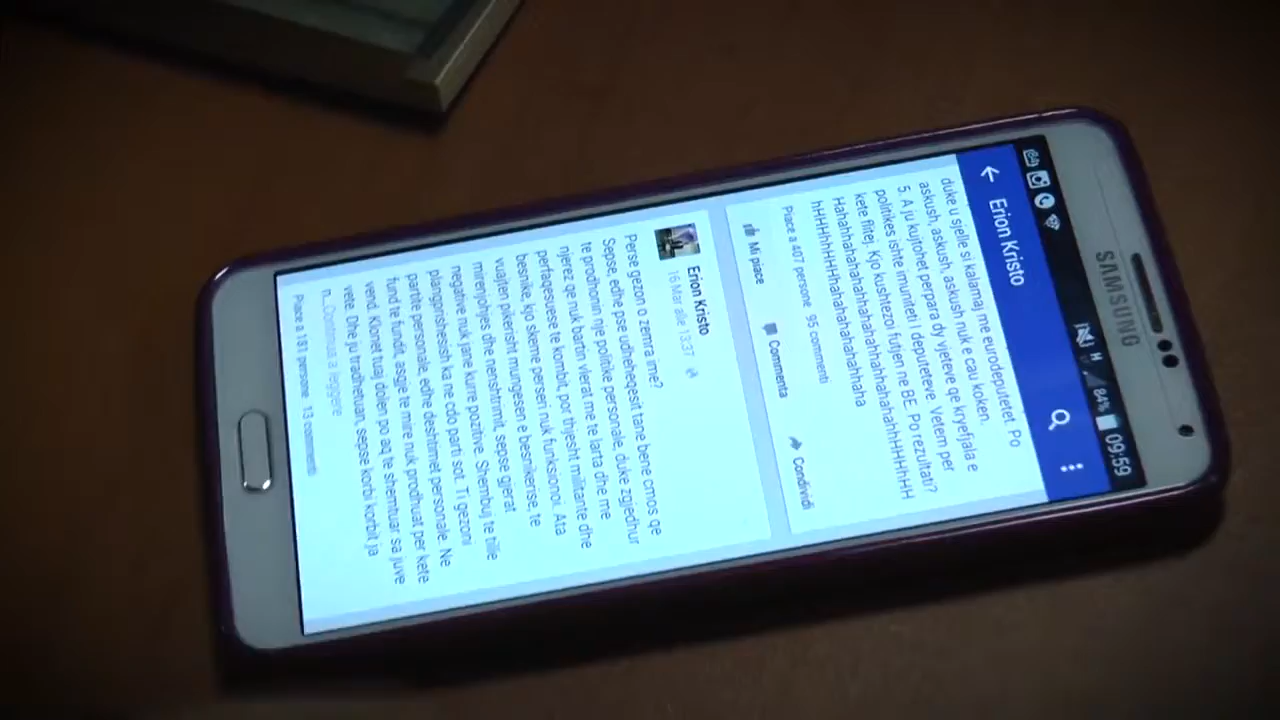 SAMSUNG
H
84%
09:59
Erion Kristo
duke u sjelle si kalamaj me eurodeputetet. Po
askush, askush, askush nuk e cau koken.
5. A ju kujtohet perpara dy vjeteve qe kryefjala e
politikes ishte imuniteti I deputeteve. Vetem per
kete flitej. Kjo kushtezoi futjen ne BE. Po rezultati?
Piace a 407 persone 95 commenti
Mi piace
Commenta
Condividi
Erion Kristo
16 Mar alle 13:37
Perse gezon o zemra ime?
Sepse, edhe pse udheheqesit tane bene cmos qe
te prodhonin nje politike personale, duke zgjedhur
njerez qe nuk bartin vlerat me te larta dhe me
perfaqesuese te kombit, por thjesht militante dhe
besnike, kjo skeme persen nuk funksionoi. Ata
vuajten pikerisht mungesen e besnikerise, te
mirenjohjes dhe nenshtrimit, sepse gjerat
negative nuk kane kurire pozitive. Shembuj te tille
plangprishesish ka ne cdo parti sot. Ti gezoni
per te personale, edhe deshtimet personale. Ne
fund te fundit, asgje te mire nuk prodhuat per kete
vend. Kherduaj dolen po aq te shemtuar sa juve
vete. Dhe ju tradhetuan, sepse korbi korbit ja
n...Continua a leggere
Piace a 181 persone 13 commenti